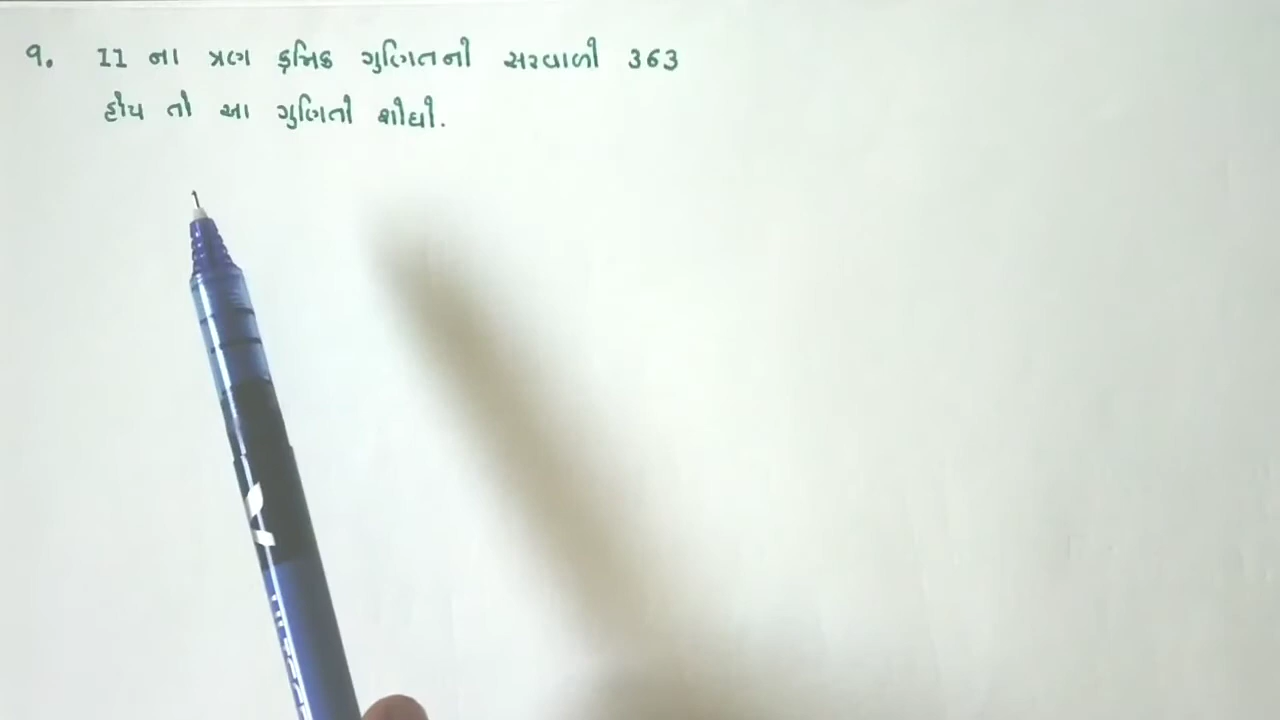 ૧. 11 ના ત્રણ ક્રમિક ગુણિતનો સરવાળો 363
હોય તો આ ગુણિતો શોધો.